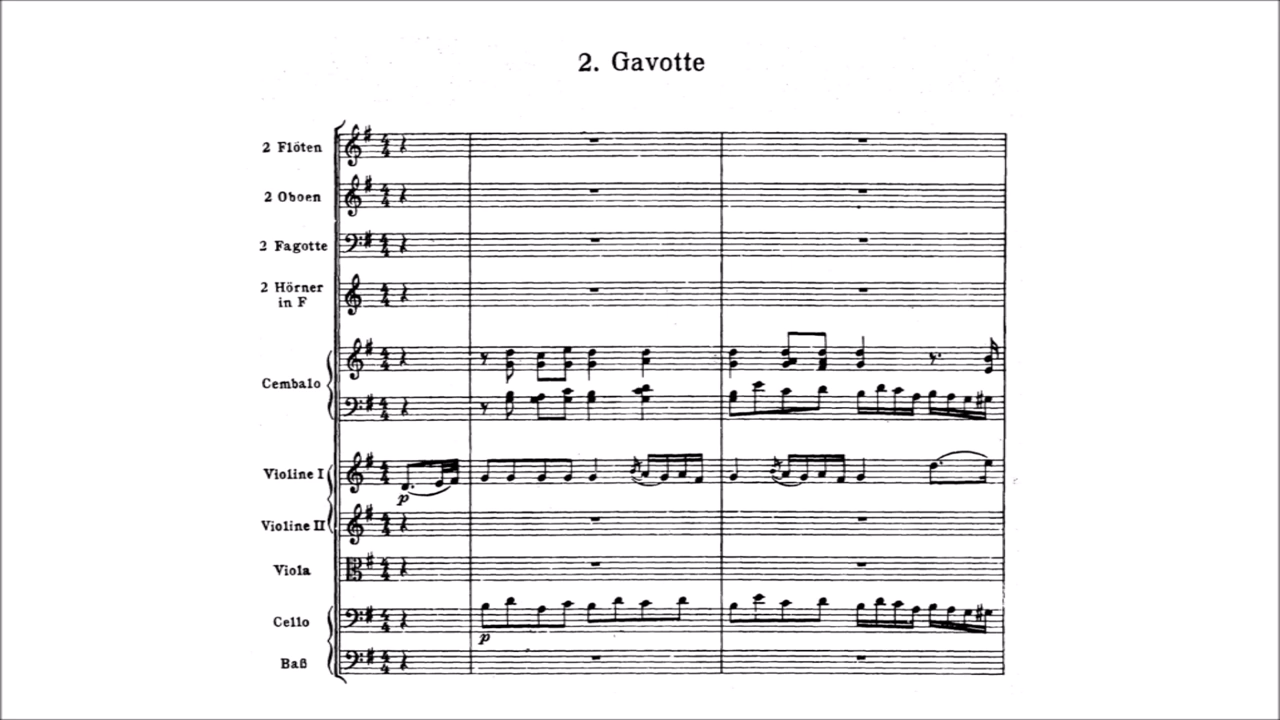 2. Gavotte
2 Flöten
2 Oboen
2 Fagotte
2 Hörner
in F
Cembalo
Violine I
p
Violine II
Viola
Cello
p
Baß